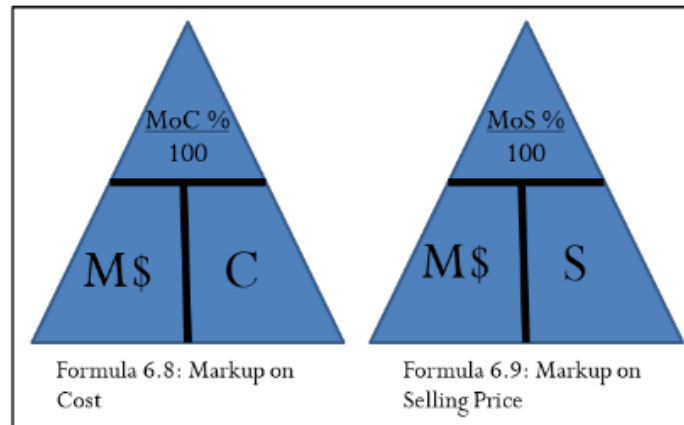 MoC %
100
M$
C
Formula 6.8: Markup on
Cost
MoS %
100
M$
S
Formula 6.9: Markup on
Selling Price